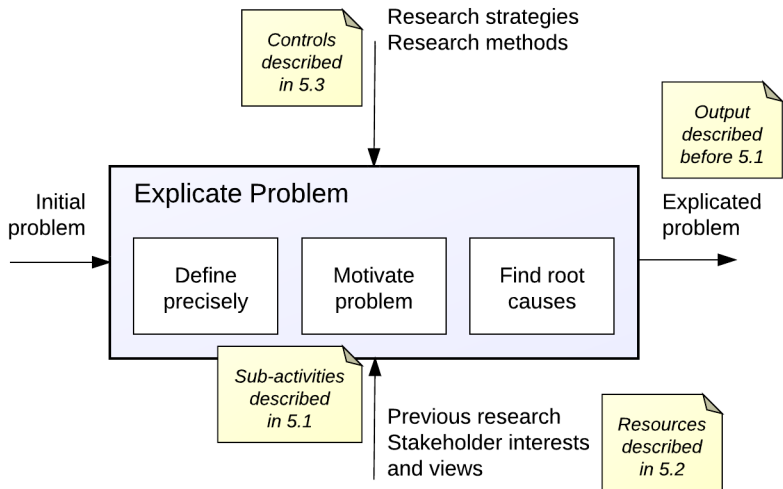 Controls
described
in 5.3
Research strategies
Research methods
Output
described
before 5.1
Initial
problem
Explicate Problem
Explicated
problem
Define
precisely
Motivate
problem
Find root
causes
Sub-activities
described
in 5.1
Previous research
Stakeholder interests
and views
Resources
described
in 5.2